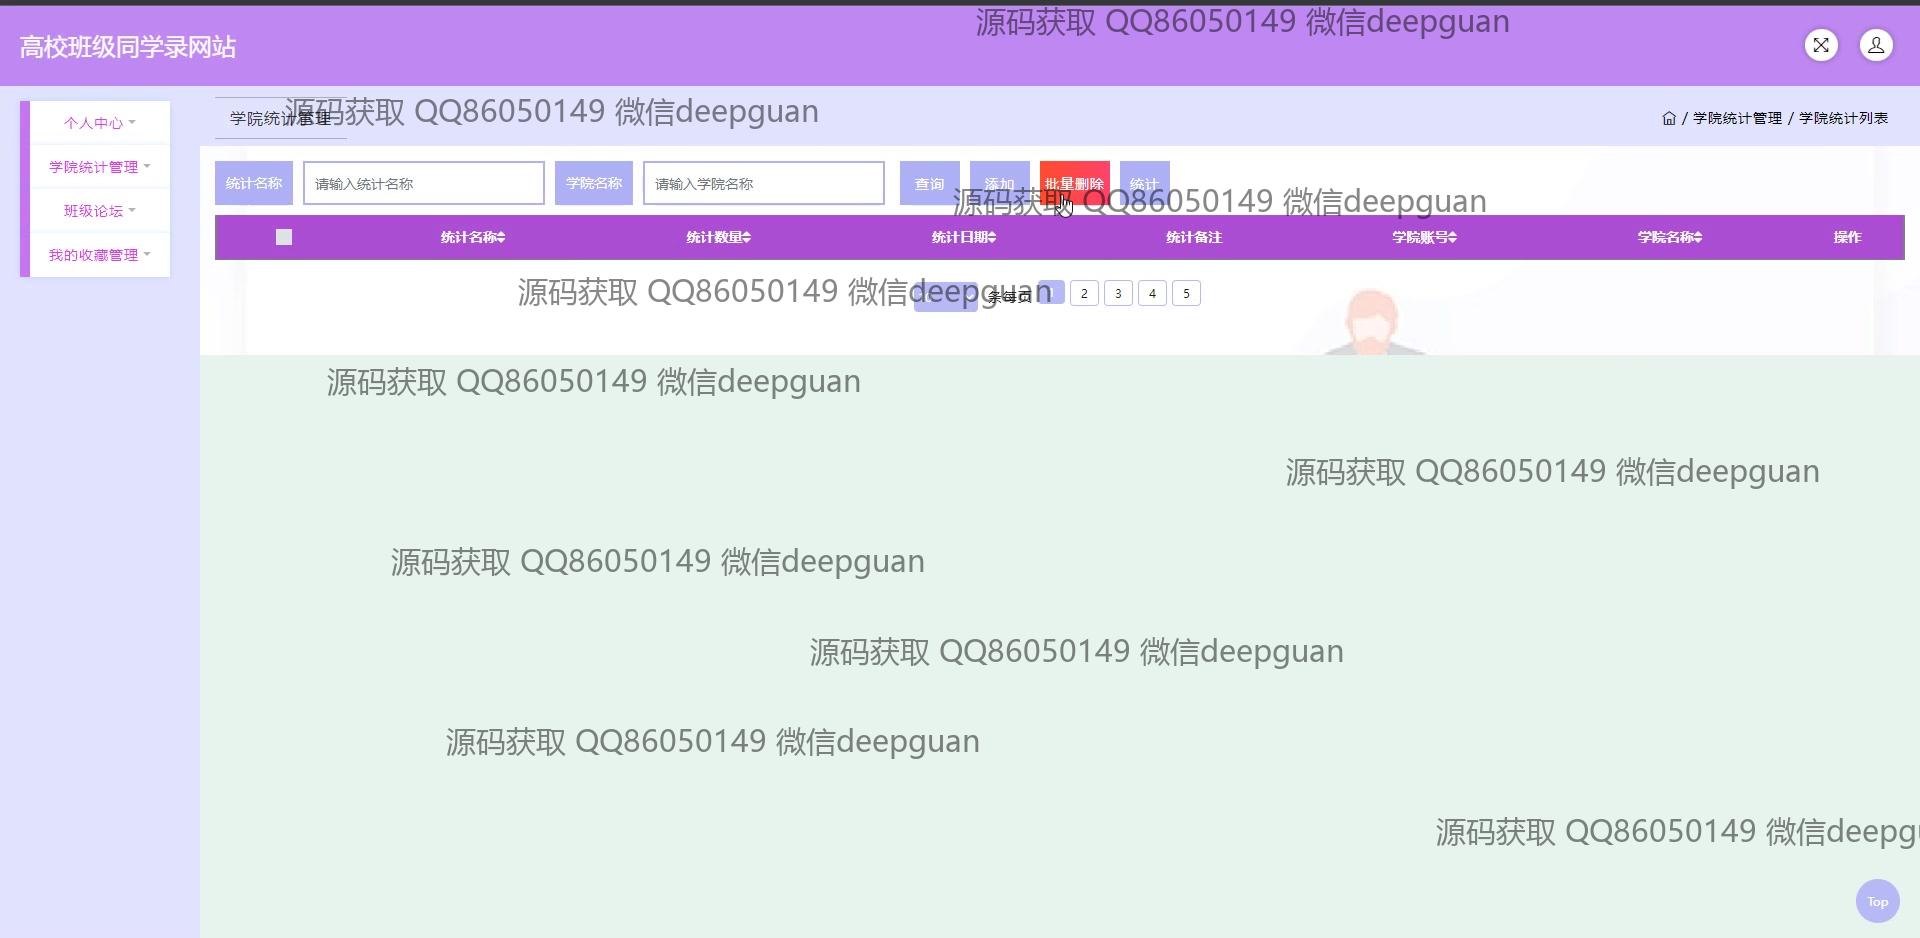 源码获取 QQ86050149 微信deepguan
高校班级同学录网站
源码获取 QQ86050149 微信deepguan
学院统计管理
/ 学院统计管理 / 学院统计列表
个人中心
学院统计管理
班级论坛
我的收藏管理
统计名称 请输入统计名称 学院名称 请输入学院名称 查询 添加 批量删除 统计
源码获取 QQ86050149 微信deepguan
统计名称 统计数量 统计日期 统计备注 学院账号 学院名称 操作
源码获取 QQ86050149 微信deepguan
条每页 2 3 4 5
源码获取 QQ86050149 微信deepguan
源码获取 QQ86050149 微信deepguan
源码获取 QQ86050149 微信deepguan
源码获取 QQ86050149 微信deepguan
源码获取 QQ86050149 微信deepguan
源码获取 QQ86050149 微信deepg
Top